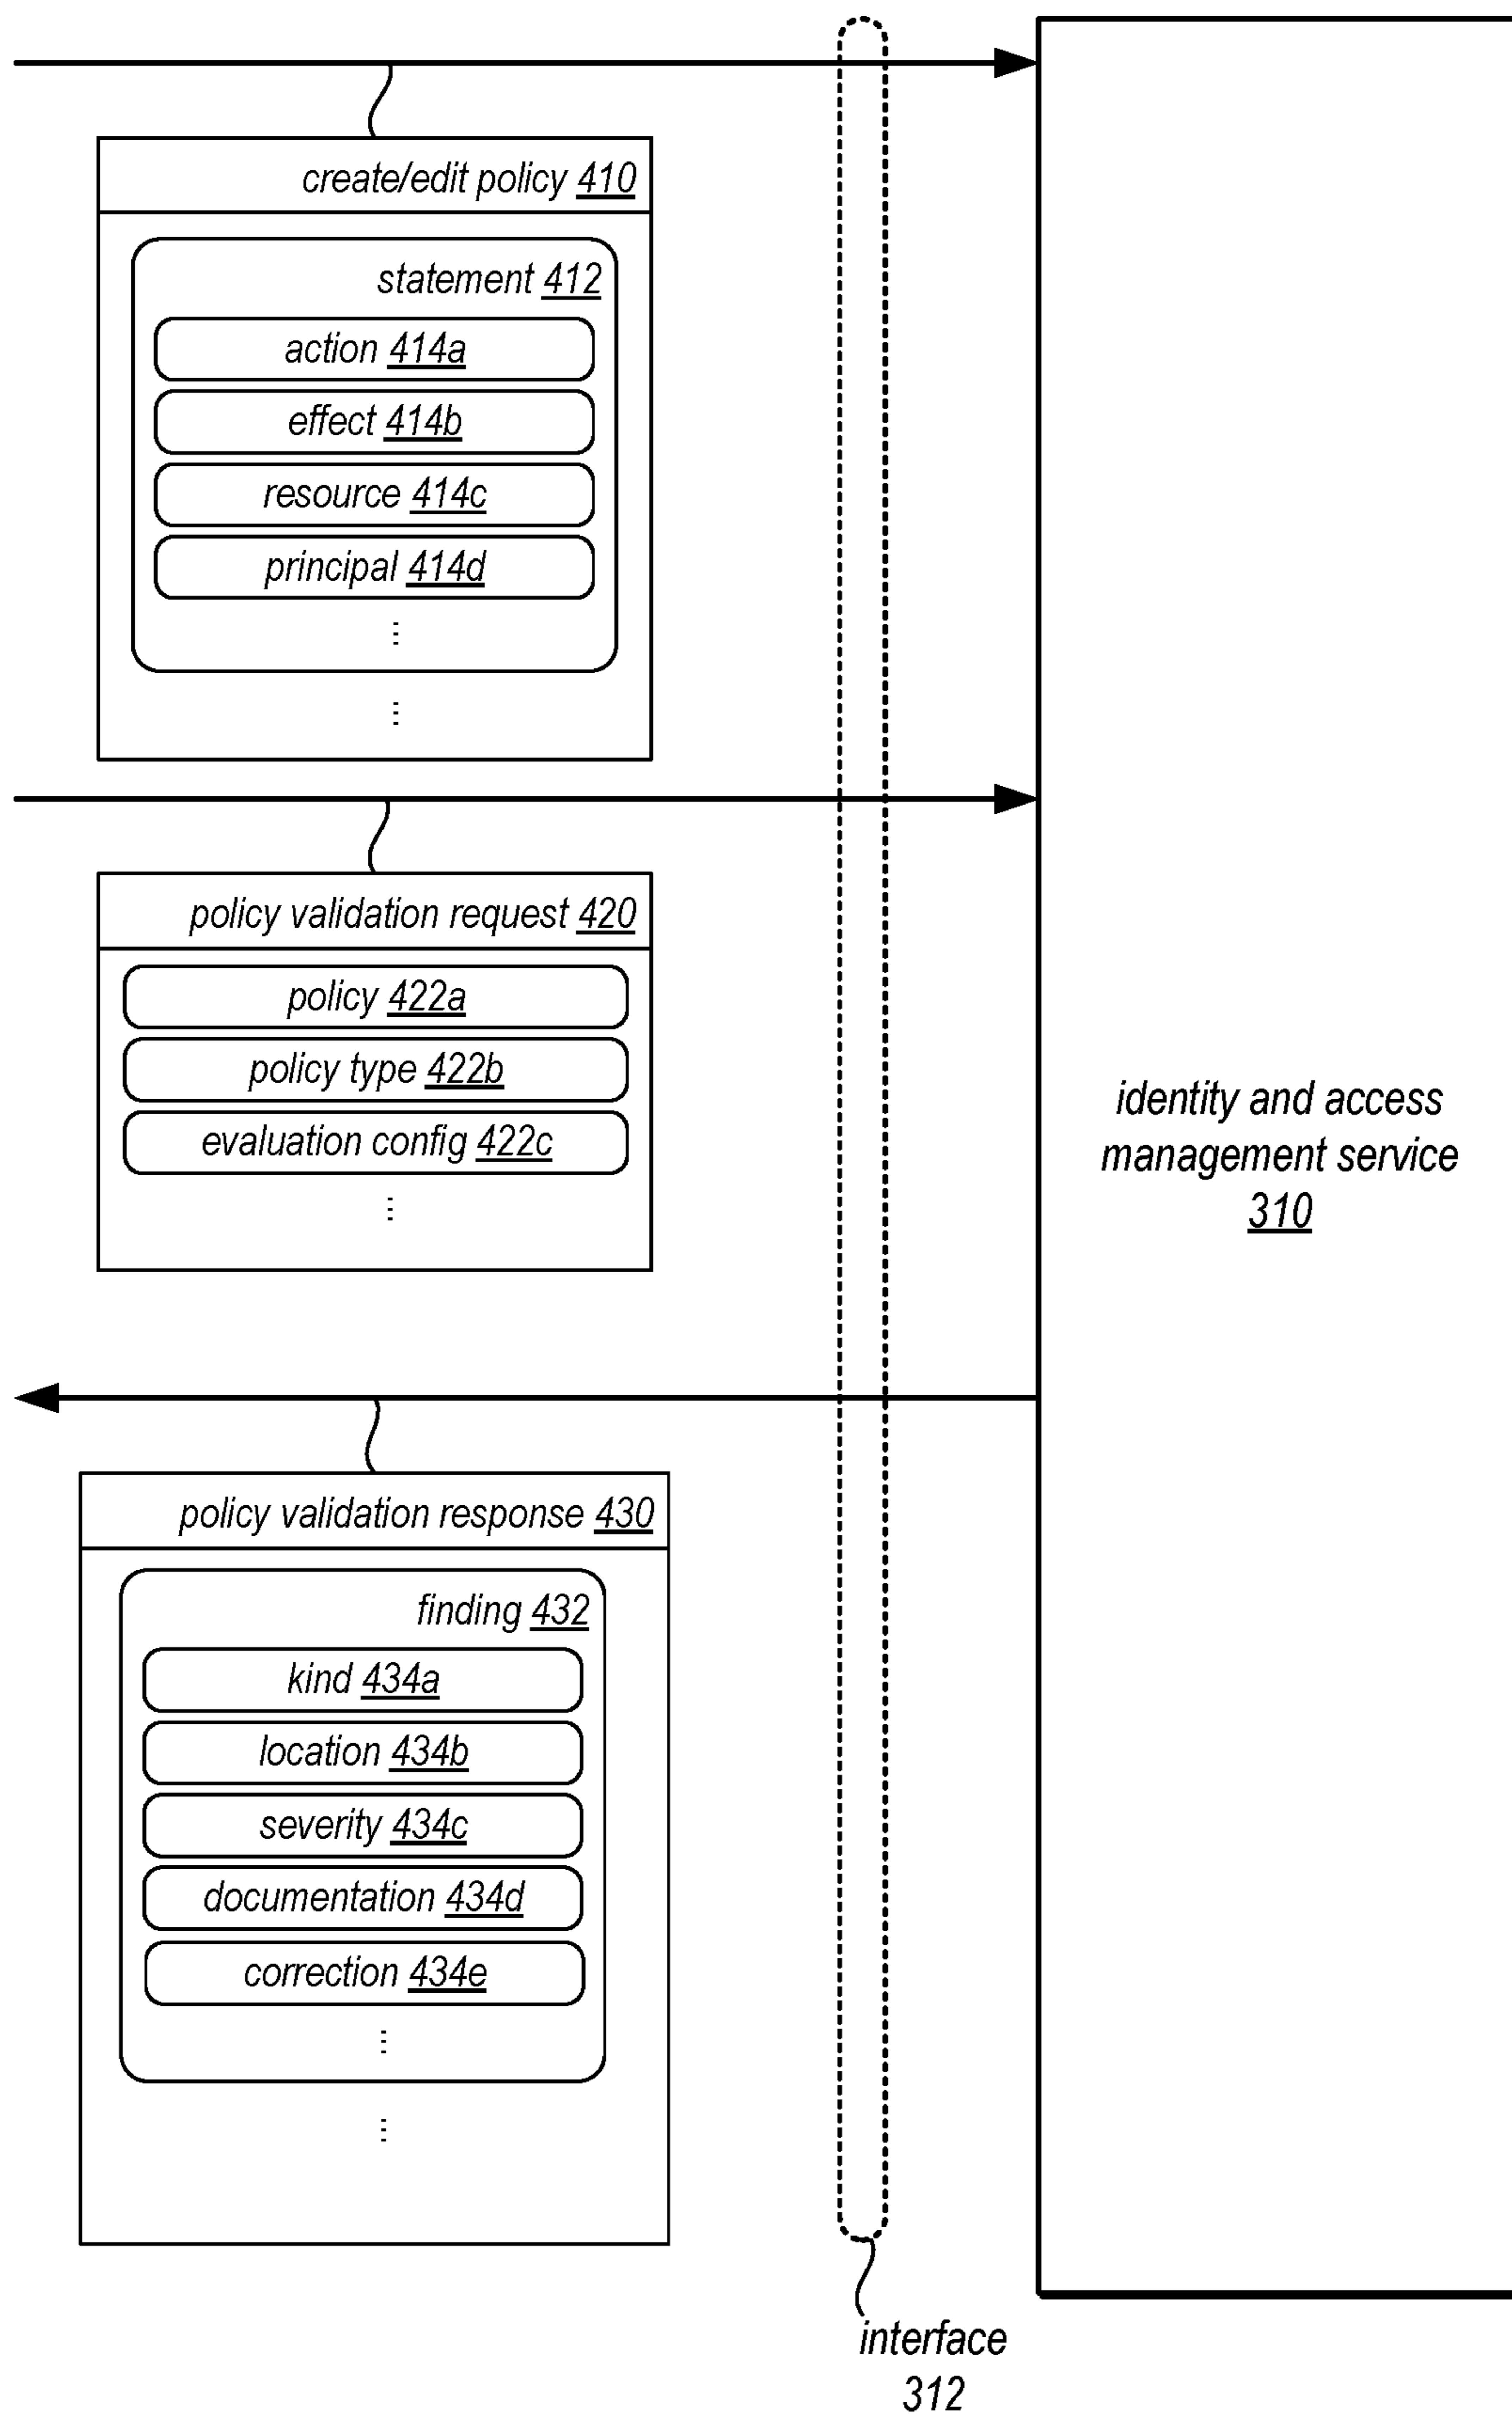 create/edit policy 410
statement 412
action 414a
effect 414b
resource 414c
principal 414d
...
...
policy validation request 420
policy 422a
policy type 422b
evaluation config 422c
...
identity and access
management service
310
policy validation response 430
finding 432
kind 434a
location 434b
severity 434c
documentation 434d
correction 434e
...
...
interface
312